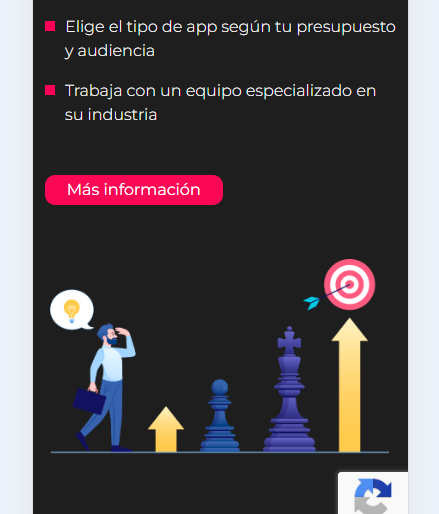 Elige el tipo de app según tu presupuesto
y audiencia
Trabaja con un equipo especializado en
su industria
Más información